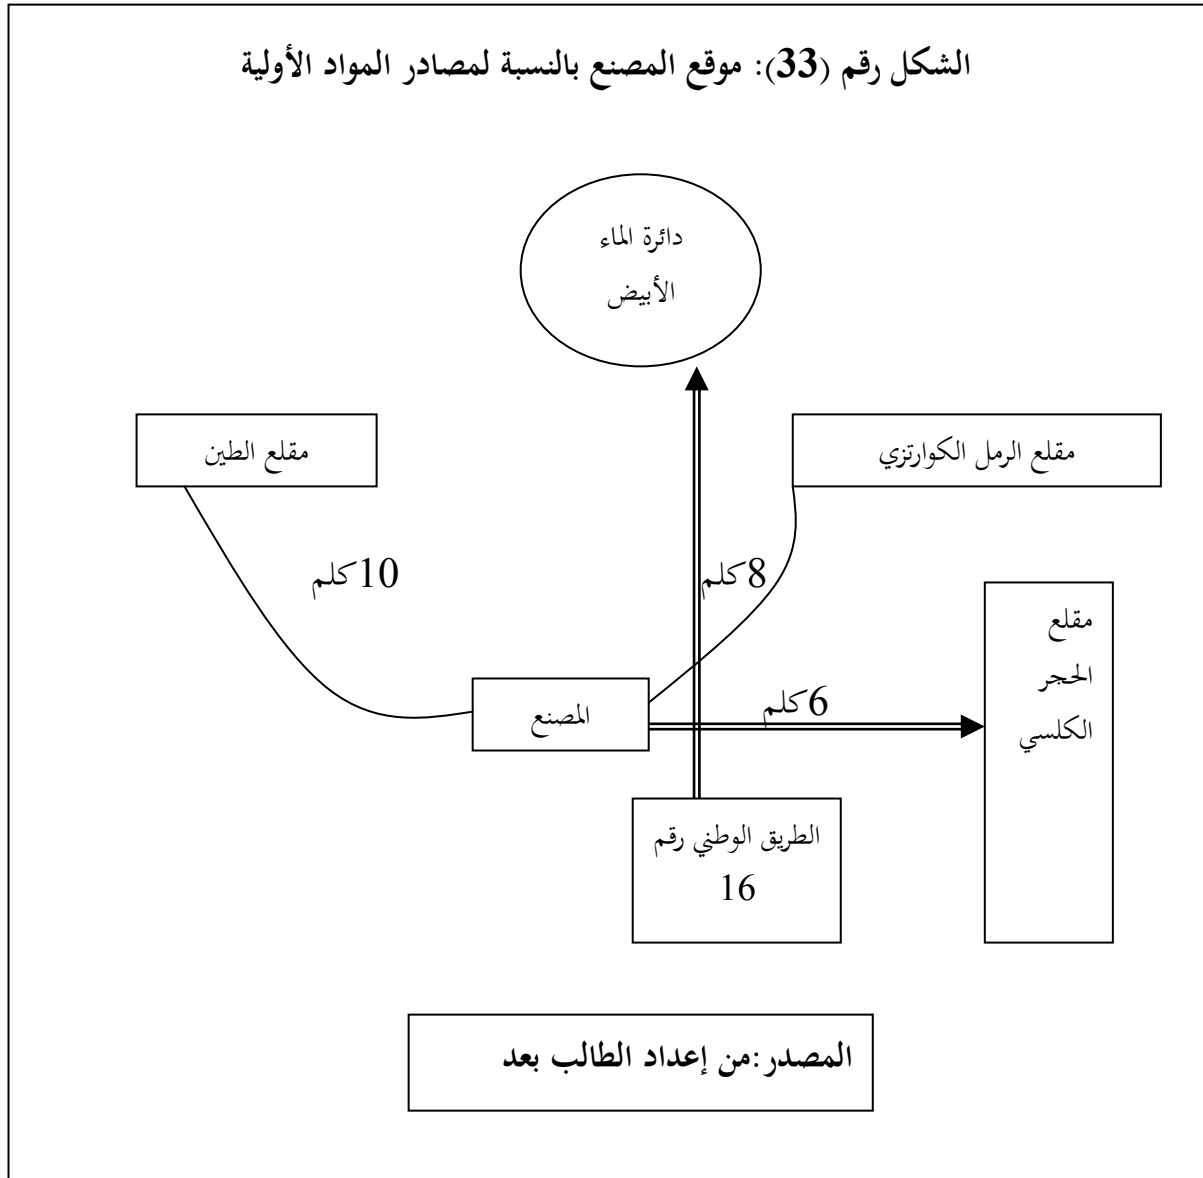 الشكل رقم (33): موقع المصنع بالنسبة لمصادر المواد الأولية
دائرة الماء
الأبيض
مقلع الرمل الكوارتزي
مقلع الطين
8كلم
10كلم
مقلع
الحجر
الكلسي
6كلم
المصنع
الطريق الوطني رقم
16
المصدر:من إعداد الطالب بعد